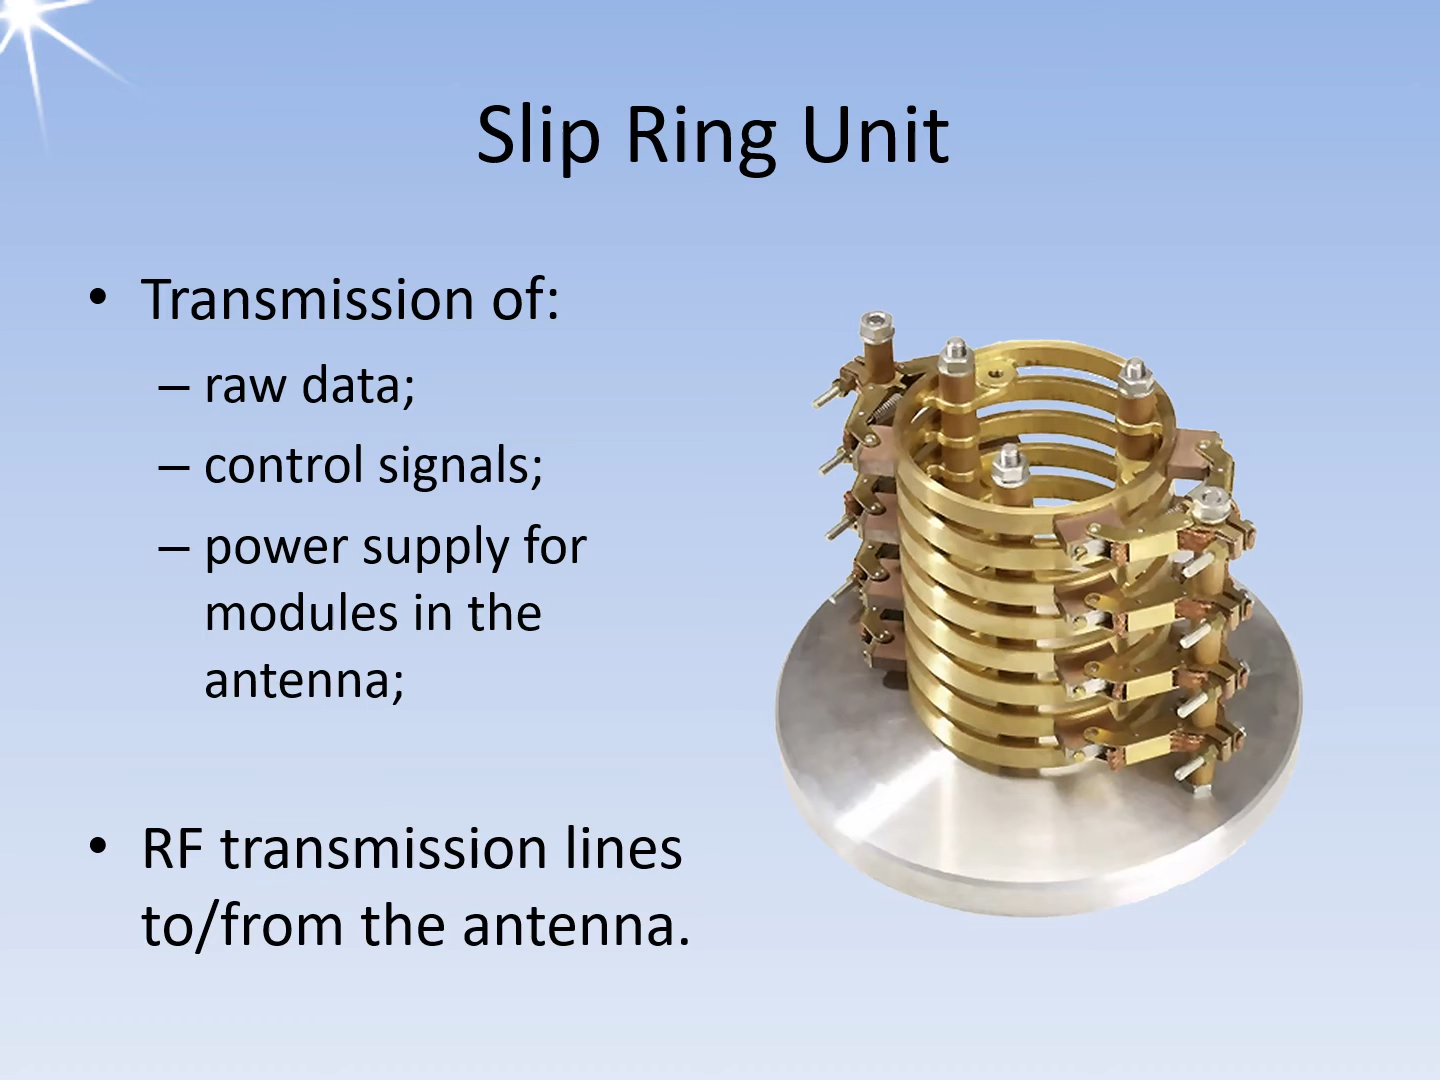 Slip Ring Unit
• Transmission of:
– raw data;
– control signals;
– power supply for
modules in the
antenna;
• RF transmission lines
to/from the antenna.